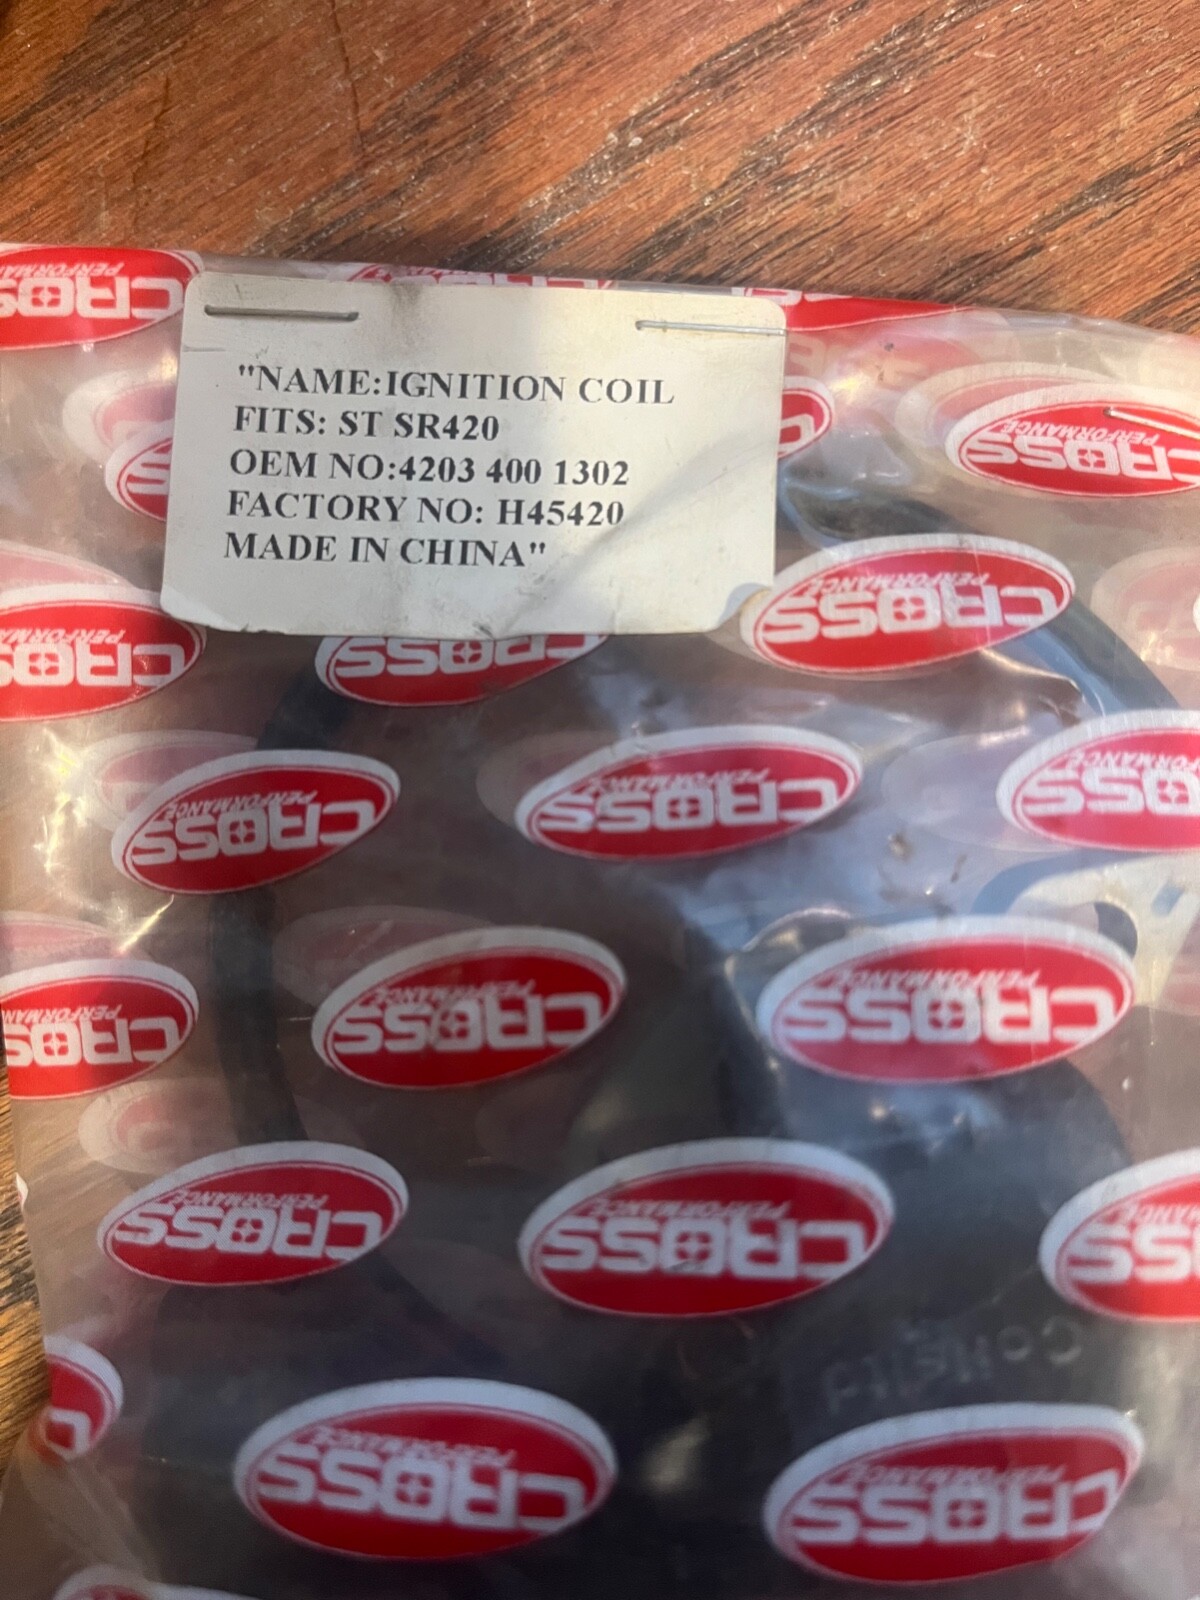 "NAME:IGNITION COIL
FITS: ST SR420
OEM NO:4203 400 1302
FACTORY NO: H45420
MADE IN CHINA"
CROSS
PERFORMANCE